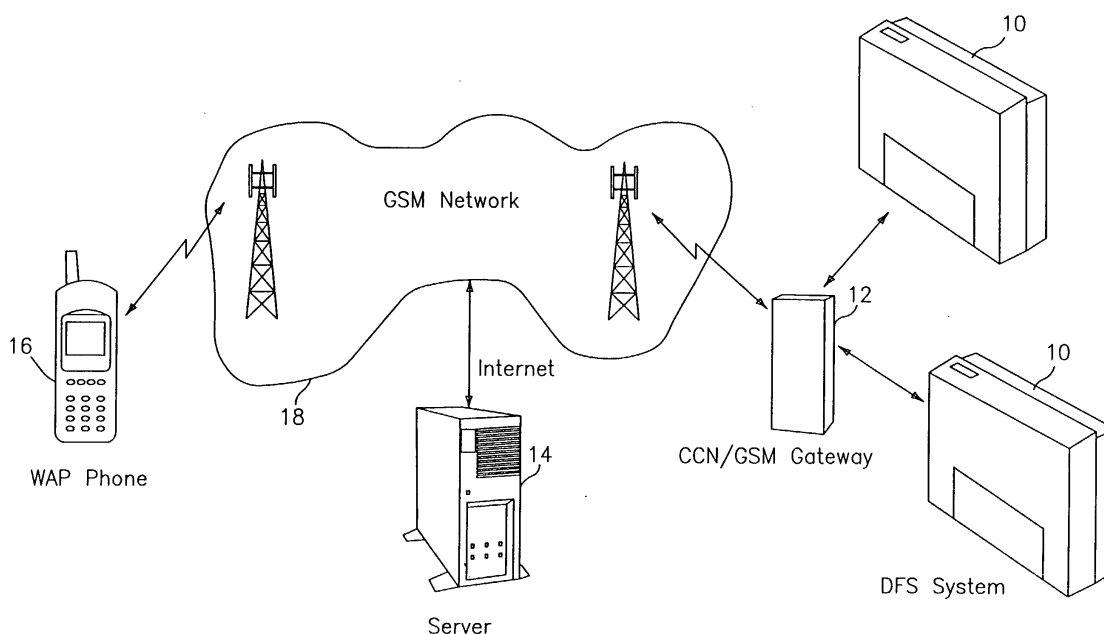 10
GSM Network
12
16
10
Internet
18
14
CCN/GSM Gateway
WAP Phone
DFS System
Server